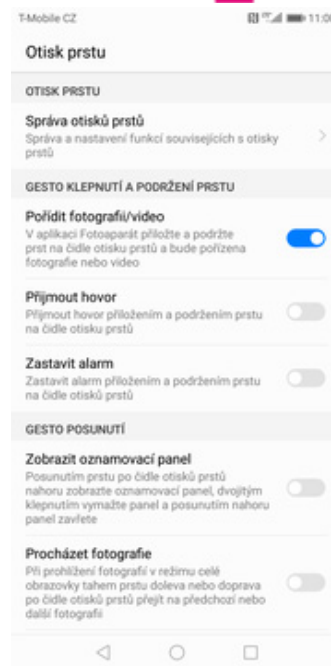 T-Mobile CZ 11:00
Otisk prstu
OTISK PRSTU
Správa otisků prstů
Správa a nastavení funkcí souvisejících s otisky
prstů
GESTO KLEPNUTÍ A PODRŽENÍ PRSTU
Pořídit fotografii/video
V aplikaci Fotoaparát přiložte a podržte
prst na čidle otisku prstů a bude pořízena
fotografie nebo video
Přijmout hovor
Přijmout hovor přiložením a podržením prstu
na čidle otisku prstů
Zastavit alarm
Zastavit alarm přiložením a podržením prstu
na čidle otisků prstů
GESTO POSUNUTÍ
Zobrazit oznamovací panel
Posunutím prstu po čidle otisků prstů
nahoru zobrazte oznamovací panel, dvojitým
klepnutím vymažte panel a posunutím nahoru
panel zavřete
Procházet fotografie
Při prohlížení fotografií v režimu celé
obrazovky tahem prstu doleva nebo doprava
po čidle otisků prstů přejít na předchozí nebo
další fotografii